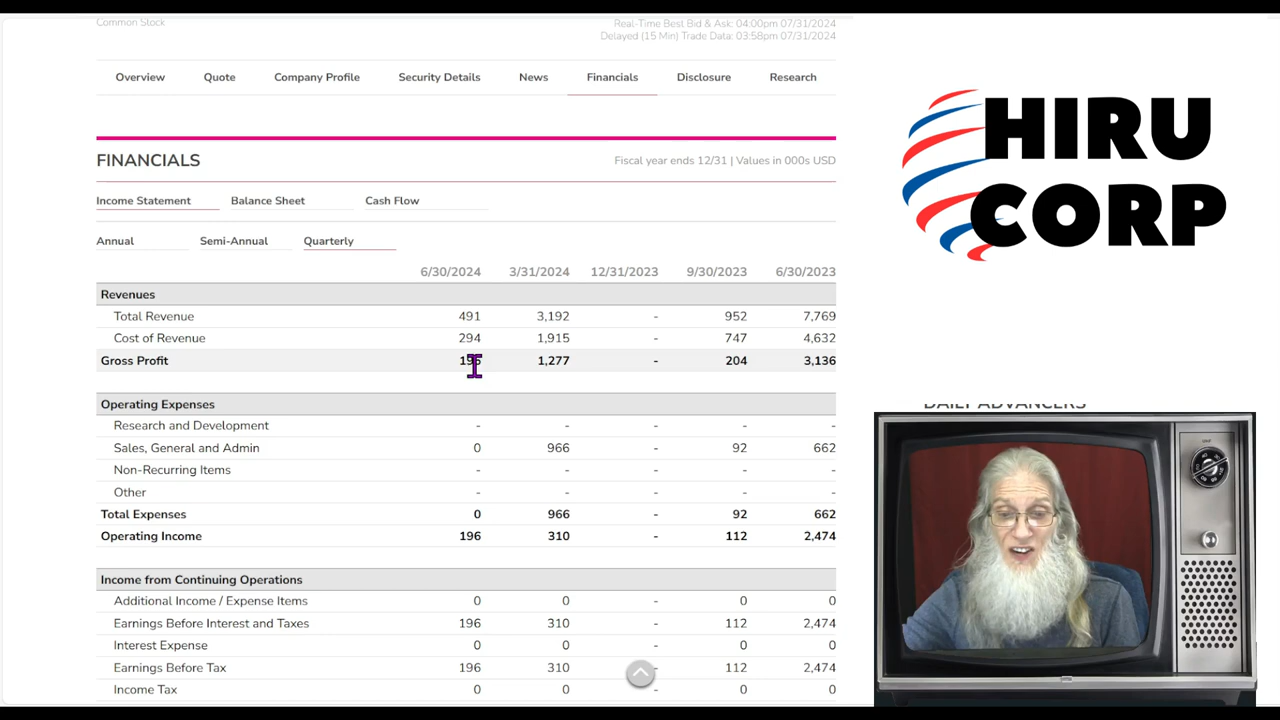 Common Stock
Real-Time Best Bid & Ask: 04:00pm 07/31/2024
Delayed (15 Min) Trade Data: 03:58pm 07/31/2024
Overview Quote Company Profile Security Details News Financials Disclosure Research
FINANCIALS
Fiscal year ends 12/31 | Values in 000s USD
Income Statement Balance Sheet Cash Flow
Annual Semi-Annual Quarterly
6/30/2024 3/31/2024 12/31/2023 9/30/2023 6/30/2023
Revenues
Total Revenue 491 3,192 - 952 7,769
Cost of Revenue 294 1,915 - 747 4,632
Gross Profit 196 1,277 - 204 3,136
Operating Expenses
Research and Development - - - - -
Sales, General and Admin 0 966 - 92 662
Non-Recurring Items - - - - -
Other - - - - -
Total Expenses 0 966 - 92 662
Operating Income 196 310 - 112 2,474
Income from Continuing Operations
Additional Income / Expense Items 0 0 - 0 0
Earnings Before Interest and Taxes 196 310 - 112 2,474
Interest Expense 0 0 - 0 0
Earnings Before Tax 196 310 - 112 2,474
Income Tax 0 0 - 0 0
HIRU
CORP
DAILY ADVANCERS